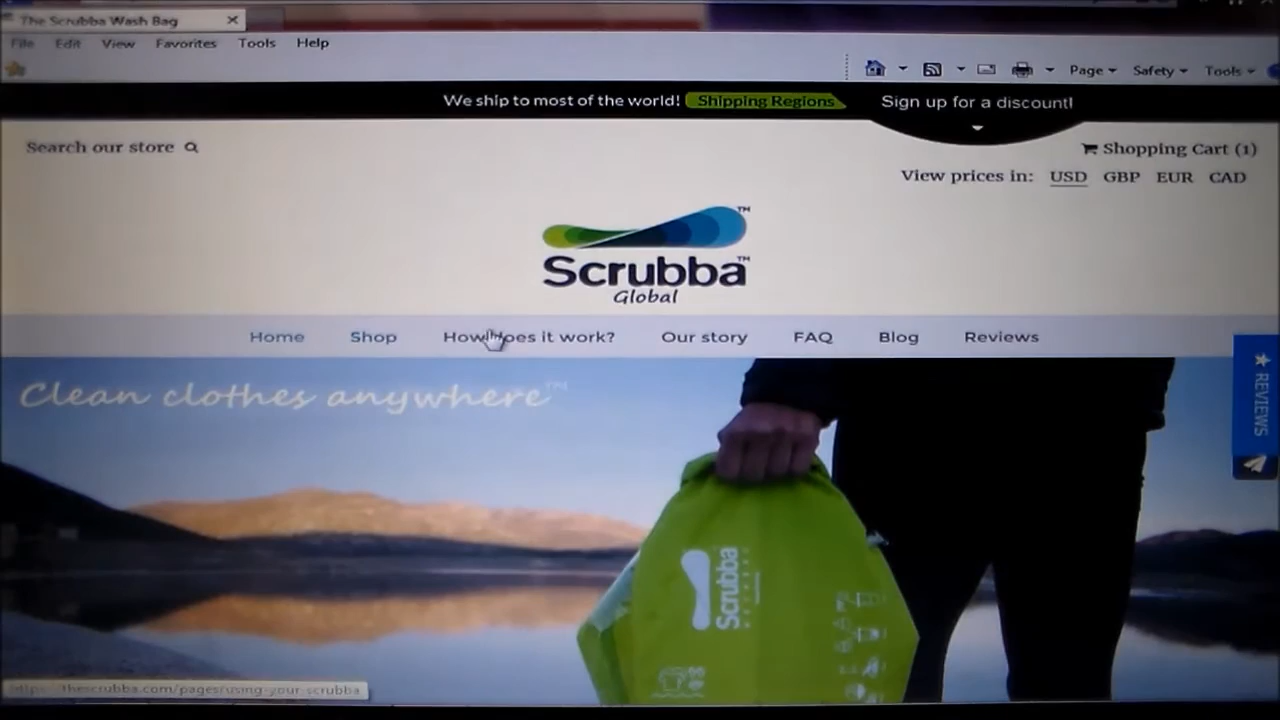 The Scrubba Wash Bag
File Edit View Favorites Tools Help
Page Safety Tools
We ship to most of the world! Shipping Regions Sign up for a discount!
Search our store
Shopping Cart (1)
View prices in: USD GBP EUR CAD
Scrubba™
Global
Home Shop How does it work? Our story FAQ Blog Reviews
Clean clothes anywhere™
REVIEWS
Scrubba
thescrubba.com/pages/using-your-scrubba